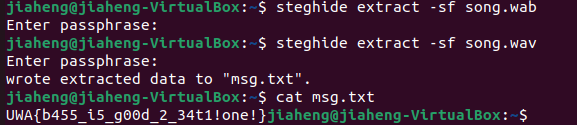 jiaheng@jiaheng-VirtualBox:~$ steghide extract -sf song.wab
Enter passphrase:
jiaheng@jiaheng-VirtualBox:~$ steghide extract -sf song.wav
Enter passphrase:
wrote extracted data to "msg.txt".
jiaheng@jiaheng-VirtualBox:~$ cat msg.txt
UWA{b455_i5_g00d_2_34t1!one!}jiaheng@jiaheng-VirtualBox:~$